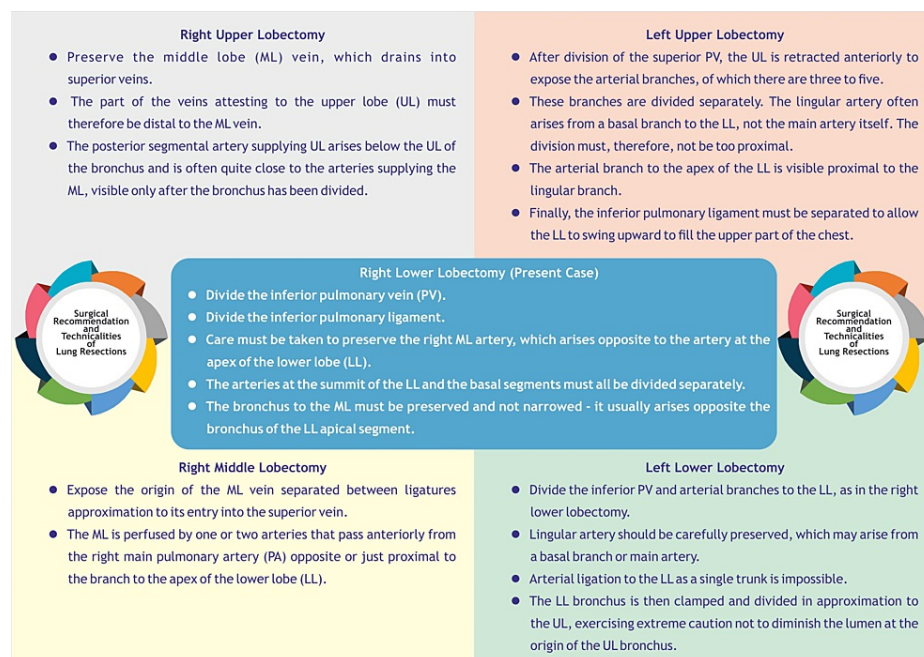 Right Upper Lobectomy
● Preserve the middle lobe (ML) vein, which drains into
superior veins.
● The part of the veins attesting to the upper lobe (UL) must
therefore be distal to the ML vein.
● The posterior segmental artery supplying UL arises below the UL of
the bronchus and is often quite close to the arteries supplying the
ML, visible only after the bronchus has been divided.
Left Upper Lobectomy
● After division of the superior PV, the UL is retracted anteriorly to
expose the arterial branches, of which there are three to five.
● These branches are divided separately. The lingular artery often
arises from a basal branch to the LL, not the main artery itself. The
division must, therefore, not be too proximal.
● The arterial branch to the apex of the LL is visible proximal to the
lingular branch.
● Finally, the inferior pulmonary ligament must be separated to allow
the LL to swing upward to fill the upper part of the chest.
Surgical
Recommendation
and
Technicalities
of
Lung Resections
Right Lower Lobectomy (Present Case)
● Divide the inferior pulmonary vein (PV).
● Divide the inferior pulmonary ligament.
● Care must be taken to preserve the right ML artery, which arises opposite to the artery at the
apex of the lower lobe (LL).
● The arteries at the summit of the LL and the basal segments must all be divided separately.
● The bronchus to the ML must be preserved and not narrowed - it usually arises opposite the
bronchus of the LL apical segment.
Surgical
Recommendation
and
Technicalities
of
Lung Resections
Right Middle Lobectomy
● Expose the origin of the ML vein separated between ligatures
approximation to its entry into the superior vein.
● The ML is perfused by one or two arteries that pass anteriorly from
the right main pulmonary artery (PA) opposite or just proximal to
the branch to the apex of the lower lobe (LL).
Left Lower Lobectomy
● Divide the inferior PV and arterial branches to the LL, as in the right
lower lobectomy.
● Lingular artery should be carefully preserved, which may arise from
a basal branch or main artery.
● Arterial ligation to the LL as a single trunk is impossible.
● The LL bronchus is then clamped and divided in approximation to
the UL, exercising extreme caution not to diminish the lumen at the
origin of the UL bronchus.